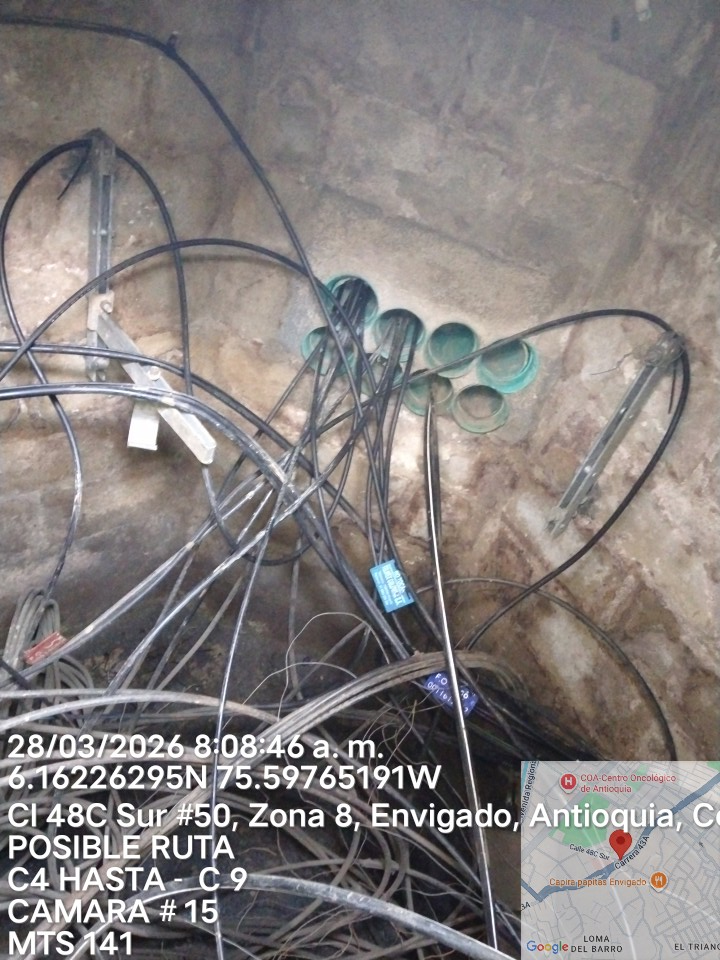 28/03/2026 8:08:46 a. m.
6.16226295N 75.59765191W
Cl 48C Sur #50, Zona 8, Envigado, Antioquia, Co
POSIBLE RUTA
C4 HASTA - C 9
CAMARA # 15
MTS 141
COA-Centro Oncológico
de Antioquia
Calle 48C Sur
Carrera 43A
Capira papitas Envigado
3A
Google
LOMA
DEL BARRO
EL TRIANG
F.O